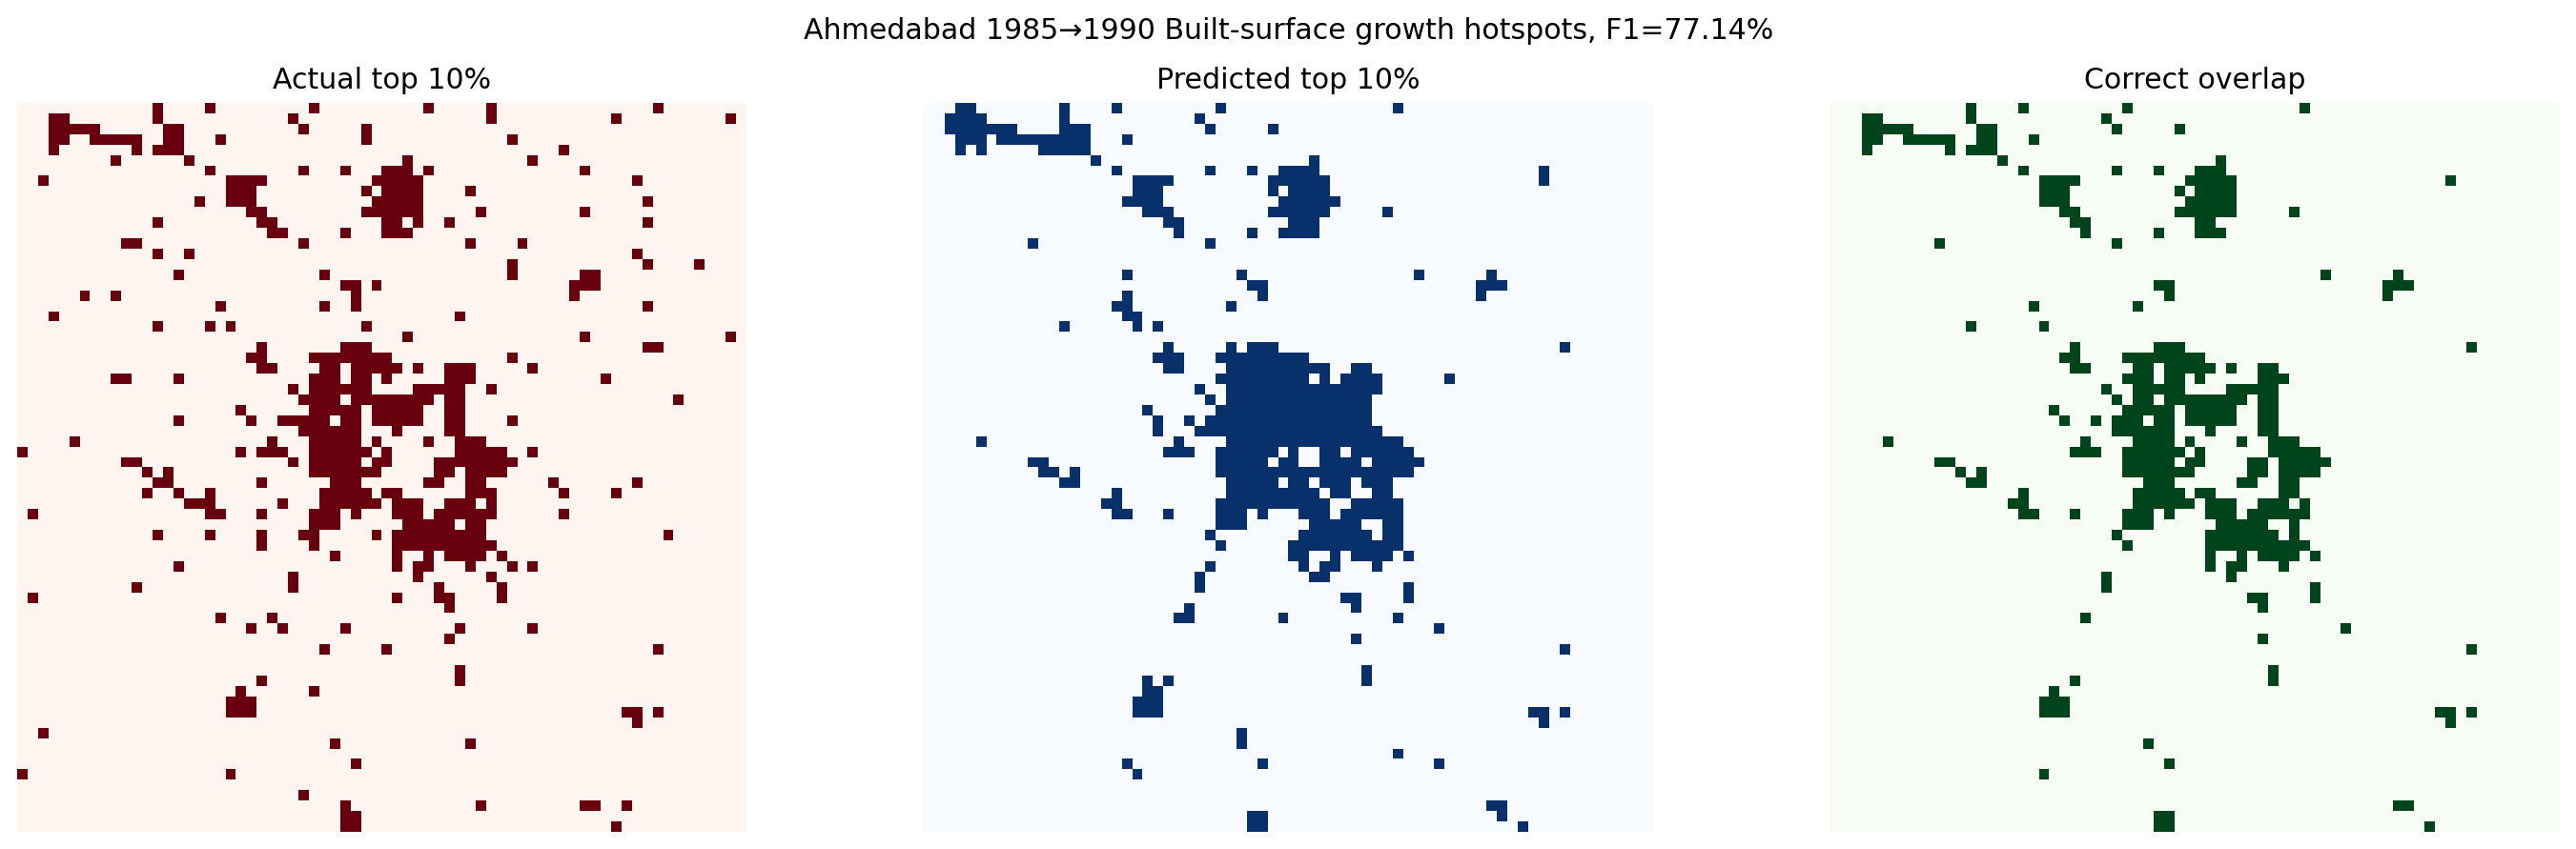 Ahmedabad 1985→1990 Built-surface growth hotspots, F1=77.14%
Actual top 10%
Predicted top 10%
Correct overlap